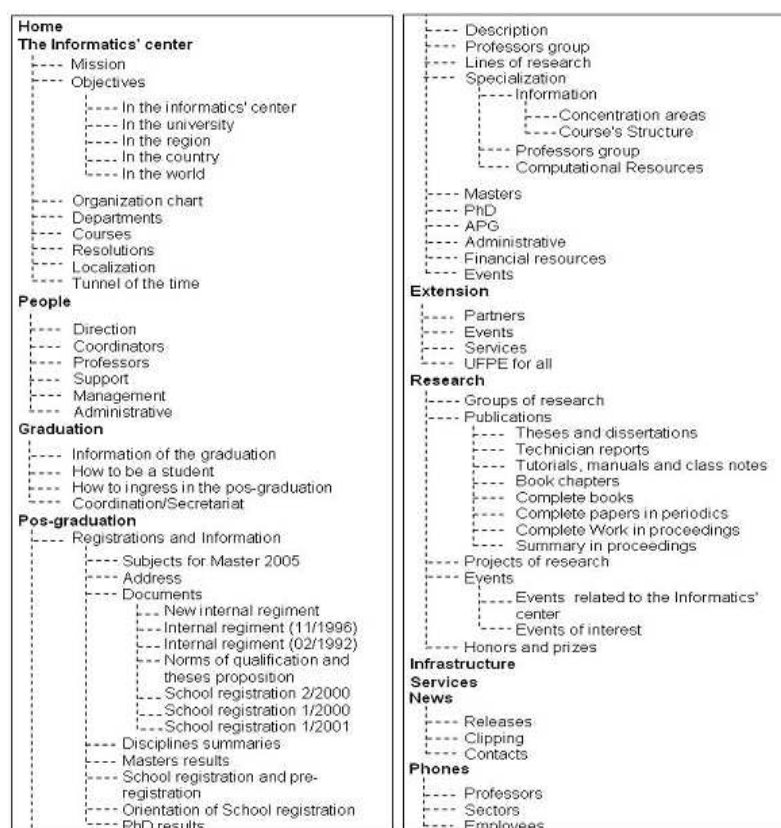 Home
The Informatics' center
Mission
Objectives
In the informatics' center
In the university
In the region
In the country
In the world
Organization chart
Departments
Courses
Resolutions
Localization
Tunnel of the time
People
Direction
Coordinators
Professors
Support
Management
Administrative
Graduation
Information of the graduation
How to be a student
How to ingress in the pos-graduation
Coordination/Secretariat
Pos-graduation
Registrations and Information
Subjects for Master 2005
Address
Documents
New internal regiment
Internal regiment (11/1996)
Internal regiment (02/1992)
Norms of qualification and
theses proposition
School registration 2/2000
School registration 1/2000
School registration 1/2001
Disciplines summaries
Masters results
School registration and pre-
registration
Orientation of School registration
PhD results
Description
Professors group
Lines of research
Specialization
Information
Concentration areas
Course's Structure
Professors group
Computational Resources
Masters
PhD
APG
Administrative
Financial resources
Events
Extension
Partners
Events
Services
UFPE for all
Research
Groups of research
Publications
Theses and dissertations
Technician reports
Tutorials, manuals and class notes
Book chapters
Complete books
Complete papers in periodics
Complete Work in proceedings
Summary in proceedings
Projects of research
Events
Events related to the Informatics'
center
Events of interest
Honors and prizes
Infrastructure
Services
News
Releases
Clipping
Contacts
Phones
Professors
Sectors
Employees